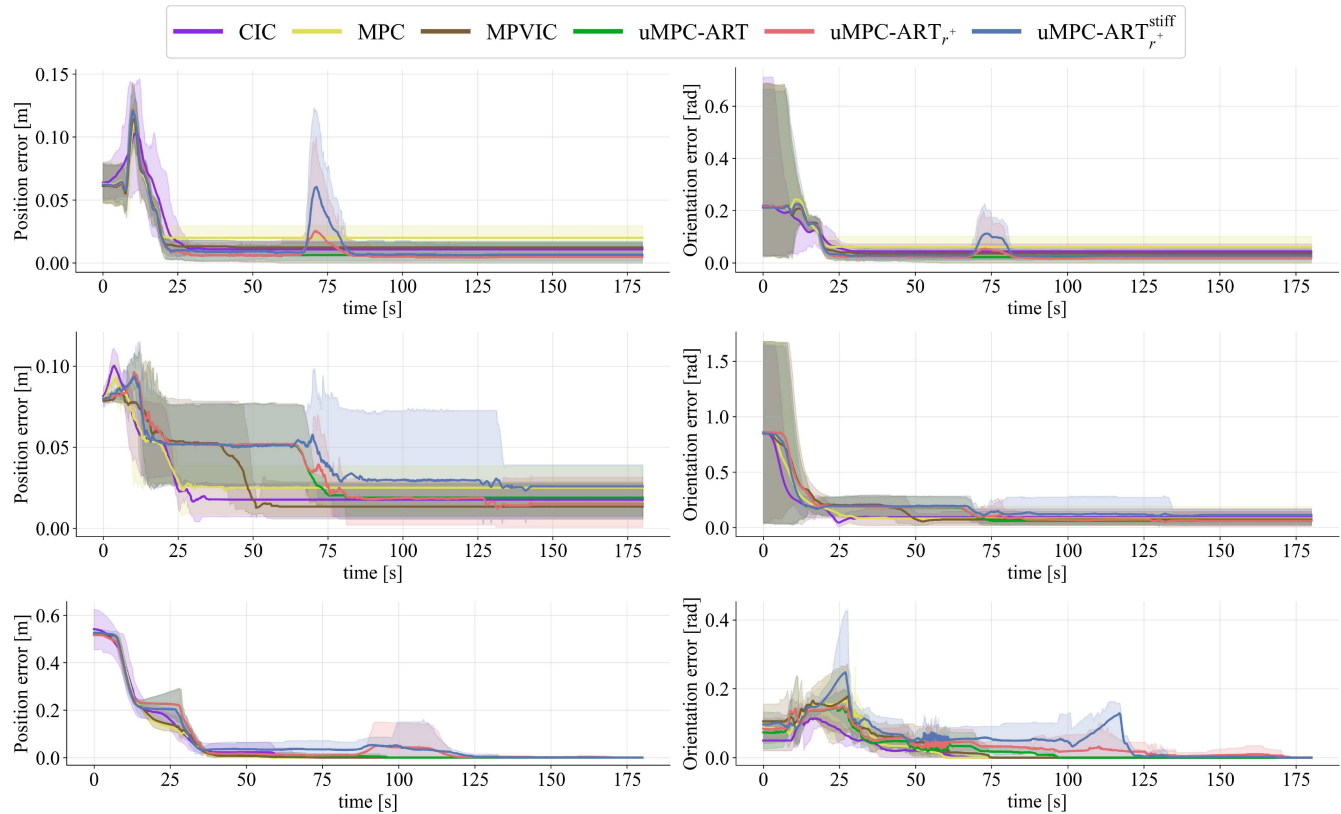 CIC MPC MPVIC uMPC-ART uMPC-ART_{r^+} uMPC-ART_{r^+}^{stiff}
Position error [m]
0.15
0.10
0.05
0.00
0 25 50 75 100 125 150 175
time [s]
Orientation error [rad]
0.6
0.4
0.2
0.0
0 25 50 75 100 125 150 175
time [s]
Position error [m]
0.10
0.05
0.00
0 25 50 75 100 125 150 175
time [s]
Orientation error [rad]
1.5
1.0
0.5
0.0
0 25 50 75 100 125 150 175
time [s]
Position error [m]
0.6
0.4
0.2
0.0
0 25 50 75 100 125 150 175
time [s]
Orientation error [rad]
0.4
0.2
0.0
0 25 50 75 100 125 150 175
time [s]